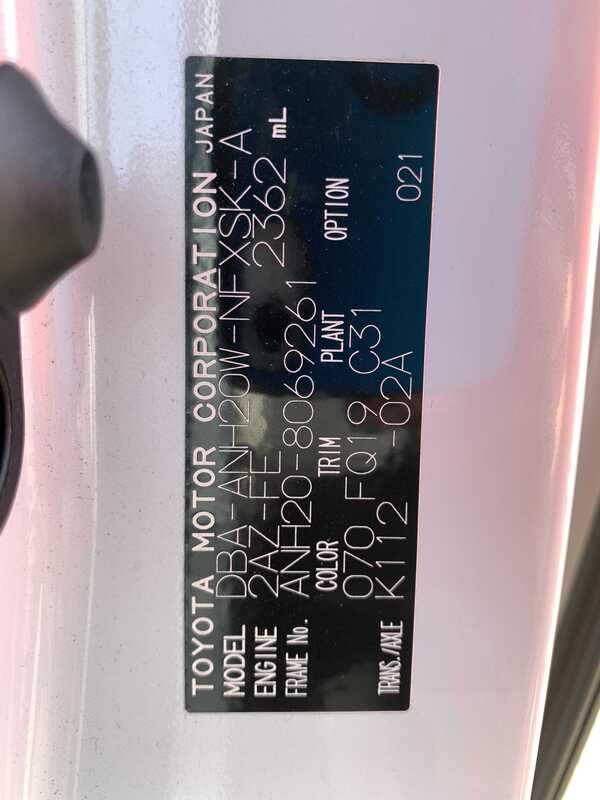 TOYOTA MOTOR CORPORATION JAPAN
MODEL DBA-ANH20W-NFXSK-A
ENGINE 2AZ-FE 2362 mL
FRAME No. ANH20-8069261
COLOR TRIM PLANT OPTION
070 FQ19 C31
TRANS./AXLE K112 -02A 021